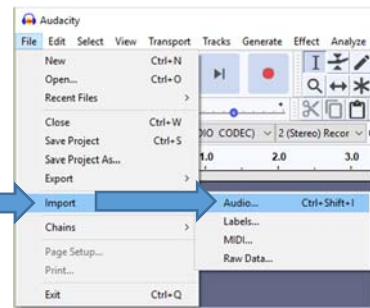 Audacity
File Edit Select View Transport Tracks Generate Effect Analyze
New Ctrl+N
Open... Ctrl+O
Recent Files >
Close Ctrl+W
Save Project Ctrl+S
Save Project As...
Export >
Import
Chains >
Page Setup...
Print...
Exit Ctrl+Q
Audio... Ctrl+Shift+I
Labels...
MIDI...
Raw Data...
CODEC) 2 (Stereo) Recor
1.0 2.0 3.0